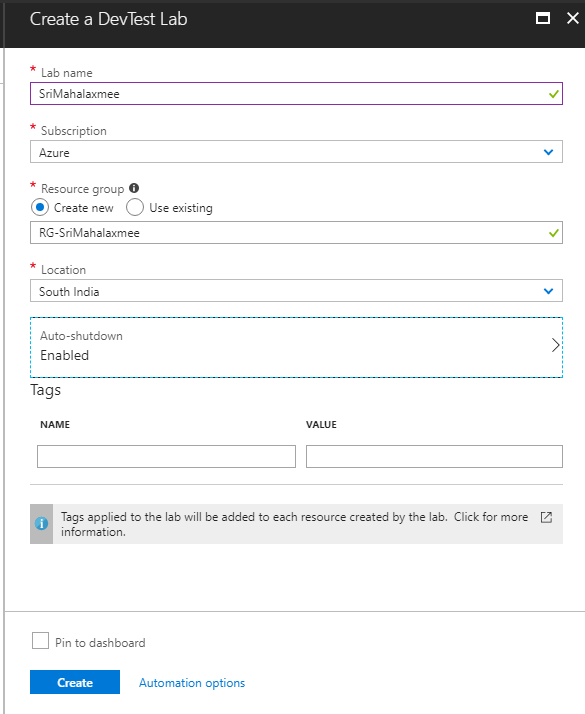 Create a DevTest Lab
* Lab name
SriMahalaxmee
* Subscription
Azure
* Resource group
Create new Use existing
RG-SriMahalaxmee
* Location
South India
Auto-shutdown
Enabled
Tags
NAME VALUE
Tags applied to the lab will be added to each resource created by the lab. Click for more
information.
Pin to dashboard
Create Automation options